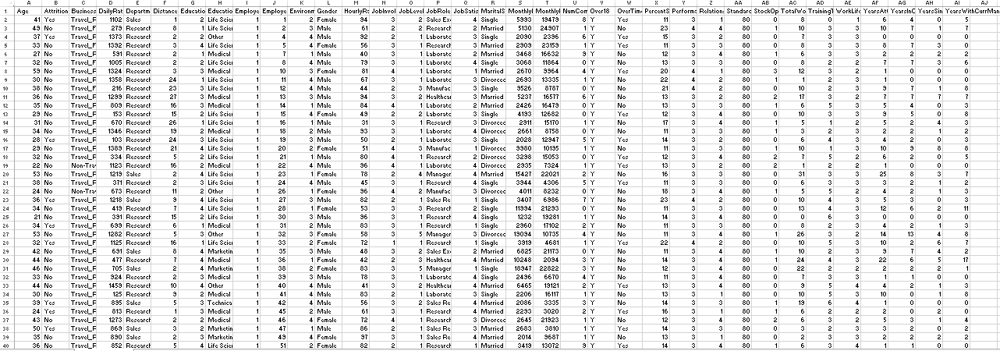 A B C D E F G H I J K L M N O P Q R S T U V W X Y Z AA AB AC AD AE AF AG AH AI AJ
1 Age Attrition Business DailyRat Departm Distance Educatio Educatio Employe Employe Environm Gender HourlyRa JobInvol JobLevel JobRole JobSatis MaritalS Monthly Monthly NumCom Over18 OverTim PercentS Performa Relations Standard StockOp TotalWo TrainingT WorkLife YearsAt YearsInC YearsSin YearsWithCurrMan
2 41 Yes Travel_F 1102 Sales 1 2 Life Scien 1 1 2 Female 94 3 2 Sales Ex 4 Single 5993 19479 8 Y Yes 11 3 1 80 0 8 0 1 6 4 0 5
3 49 No Travel_F 279 Research 8 1 Life Scien 1 2 3 Male 61 2 2 Research 2 Married 5130 24907 1 Y No 23 4 4 80 1 10 3 3 10 7 1 7
4 37 Yes Travel_F 1373 Research 2 2 Other 1 4 4 Male 92 2 1 Laborato 3 Single 2090 2396 6 Y Yes 15 3 2 80 0 7 3 3 0 0 0 0
5 33 No Travel_F 1392 Research 3 4 Life Scien 1 5 4 Female 56 3 1 Research 3 Married 2909 23159 1 Y Yes 11 3 3 80 0 8 3 3 8 7 3 0
6 27 No Travel_F 591 Research 2 1 Medical 1 7 1 Male 40 3 1 Laborato 2 Married 3468 16632 9 Y No 12 3 4 80 1 6 3 3 2 2 2 2
7 32 No Travel_F 1005 Research 2 2 Life Scien 1 8 4 Male 79 3 1 Laborato 4 Single 3068 11864 0 Y No 13 3 3 80 0 8 2 2 7 7 3 6
8 59 No Travel_F 1324 Research 3 3 Medical 1 10 3 Female 81 4 1 Laborato 1 Married 2670 9964 4 Y Yes 20 4 1 80 3 12 3 2 1 0 0 0
9 30 No Travel_F 1358 Research 24 1 Life Scien 1 11 4 Male 67 3 1 Laborato 3 Divorced 2693 13335 1 Y No 22 4 2 80 1 1 2 3 1 0 0 0
10 38 No Travel_F 216 Research 23 3 Life Scien 1 12 4 Male 44 2 3 Manufac 3 Single 9526 8787 0 Y No 21 4 2 80 0 10 2 3 9 7 1 8
11 36 No Travel_F 1299 Research 27 3 Medical 1 13 3 Male 94 3 2 Healthcar 3 Married 5237 16577 6 Y No 13 3 2 80 2 17 3 2 7 7 7 7
12 35 No Travel_F 809 Research 16 3 Medical 1 14 1 Male 84 4 1 Laborato 2 Married 2426 16479 0 Y No 13 3 3 80 1 6 5 3 5 4 0 3
13 29 No Travel_F 153 Research 15 2 Life Scien 1 15 4 Female 49 2 2 Laborato 3 Single 4193 12682 0 Y Yes 12 3 4 80 0 10 3 3 9 5 0 8
14 31 No Travel_F 670 Research 26 1 Life Scien 1 16 1 Male 31 3 1 Research 3 Divorced 2911 15170 1 Y No 17 3 4 80 1 5 1 2 5 2 4 3
15 34 No Travel_F 1346 Research 19 2 Medical 1 18 2 Male 93 3 1 Laborato 4 Divorced 2661 8758 0 Y No 11 3 3 80 1 3 2 3 2 2 1 2
16 28 Yes Travel_F 103 Research 24 3 Life Scien 1 19 3 Male 50 2 1 Laborato 3 Single 2028 12947 5 Y Yes 14 3 2 80 0 6 4 3 4 2 0 3
17 29 No Travel_F 1389 Research 21 4 Life Scien 1 20 2 Female 51 4 3 Manufac 1 Divorced 9980 10195 1 Y No 11 3 3 80 1 10 1 3 10 9 8 8
18 32 No Travel_F 334 Research 5 2 Life Scien 1 21 1 Male 80 4 1 Research 2 Divorced 3298 15053 0 Y Yes 12 3 4 80 2 7 5 2 6 2 0 5
19 22 No Non-Trav 1123 Research 16 2 Medical 1 22 4 Male 96 4 1 Laborato 4 Divorced 2935 7324 1 Y Yes 13 3 2 80 2 1 2 2 1 0 0 0
20 53 No Travel_F 1219 Sales 2 4 Life Scien 1 23 1 Female 78 2 4 Manager 4 Married 15427 22021 2 Y No 16 3 3 80 0 31 3 3 25 8 3 7
21 38 No Travel_F 371 Research 2 3 Life Scien 1 24 4 Male 45 3 1 Research 4 Single 3944 4306 5 Y Yes 11 3 3 80 0 6 3 3 3 2 1 2
22 24 No Non-Trav 673 Research 11 2 Other 1 26 1 Female 96 4 2 Manufac 3 Divorced 4011 8232 0 Y No 18 3 4 80 1 5 5 2 4 2 1 3
23 36 Yes Travel_F 1218 Sales 9 4 Life Scien 1 27 3 Male 82 2 1 Sales Re 1 Single 3407 6986 7 Y No 23 4 2 80 0 10 4 3 5 3 0 3
24 34 No Travel_F 419 Research 7 4 Life Scien 1 28 1 Female 53 3 3 Research 2 Single 11994 21293 0 Y No 11 3 3 80 0 13 4 3 12 6 2 11
25 21 No Travel_F 391 Research 15 2 Life Scien 1 30 3 Male 96 3 1 Research 4 Single 1232 19281 1 Y No 14 3 4 80 0 0 6 3 0 0 0 0
26 34 Yes Travel_F 699 Research 6 1 Medical 1 31 2 Male 83 3 1 Research 1 Single 2960 17102 2 Y No 11 3 3 80 0 8 2 3 4 2 1 3
27 53 No Travel_F 1282 Research 5 3 Other 1 32 3 Female 58 3 5 Manager 3 Divorced 19094 10735 4 Y No 11 3 4 80 1 26 3 2 14 13 4 8
28 32 Yes Travel_F 1125 Research 16 1 Life Scien 1 33 2 Female 72 1 1 Research 1 Single 3919 4681 1 Y Yes 22 4 2 80 0 10 5 3 10 2 6 7
29 42 No Travel_F 691 Sales 8 4 Marketin 1 35 3 Male 48 3 2 Sales Ex 2 Married 6825 21173 0 Y No 11 3 4 80 1 10 2 3 9 7 4 2
30 44 No Travel_F 477 Research 7 4 Medical 1 36 1 Female 42 2 3 Healthcar 4 Married 10248 2094 3 Y No 14 3 4 80 1 24 4 3 22 6 5 17
31 46 No Travel_F 705 Sales 2 4 Marketin 1 38 2 Female 83 3 5 Manager 1 Single 18947 22822 3 Y No 12 3 4 80 0 22 2 2 2 2 2 1
32 33 No Travel_F 924 Research 2 3 Medical 1 39 3 Male 78 3 1 Laborato 4 Single 2496 6670 4 Y No 11 3 4 80 0 7 3 3 1 1 0 0
33 44 No Travel_F 1459 Research 10 4 Other 1 40 4 Male 41 3 2 Healthcar 4 Married 6465 19121 2 Y Yes 13 3 4 80 0 9 5 4 4 2 1 3
34 30 No Travel_F 125 Research 9 2 Medical 1 41 4 Male 83 2 1 Laborato 3 Single 2206 16117 1 Y No 13 3 1 80 0 10 5 3 10 0 1 8
35 39 Yes Travel_F 895 Sales 5 3 Technica 1 42 4 Male 56 3 2 Sales Re 4 Married 2086 3335 3 Y No 14 3 3 80 1 19 6 4 1 0 0 0
36 24 Yes Travel_F 813 Research 1 3 Medical 1 45 2 Male 61 3 1 Research 4 Married 2293 3020 2 Y Yes 16 3 1 80 1 6 2 2 2 0 2 0
37 43 No Travel_F 1273 Research 2 2 Medical 1 46 4 Female 72 4 1 Research 3 Divorced 2645 21923 1 Y No 12 3 4 80 2 6 3 2 5 3 1 4
38 50 Yes Travel_F 869 Sales 3 2 Marketin 1 47 1 Male 86 2 1 Sales Re 3 Married 2683 3810 1 Y Yes 14 3 3 80 0 3 2 3 3 2 0 2
39 35 No Travel_F 890 Sales 2 3 Marketin 1 49 4 Female 97 3 1 Sales Re 4 Married 2014 9687 1 Y No 13 3 1 80 0 2 3 3 2 2 2 2
40 36 No Travel_F 852 Research 5 4 Life Scien 1 51 2 Female 82 2 1 Research 1 Married 3419 13072 9 Y Yes 14 3 4 80 1 6 3 4 1 1 0 0